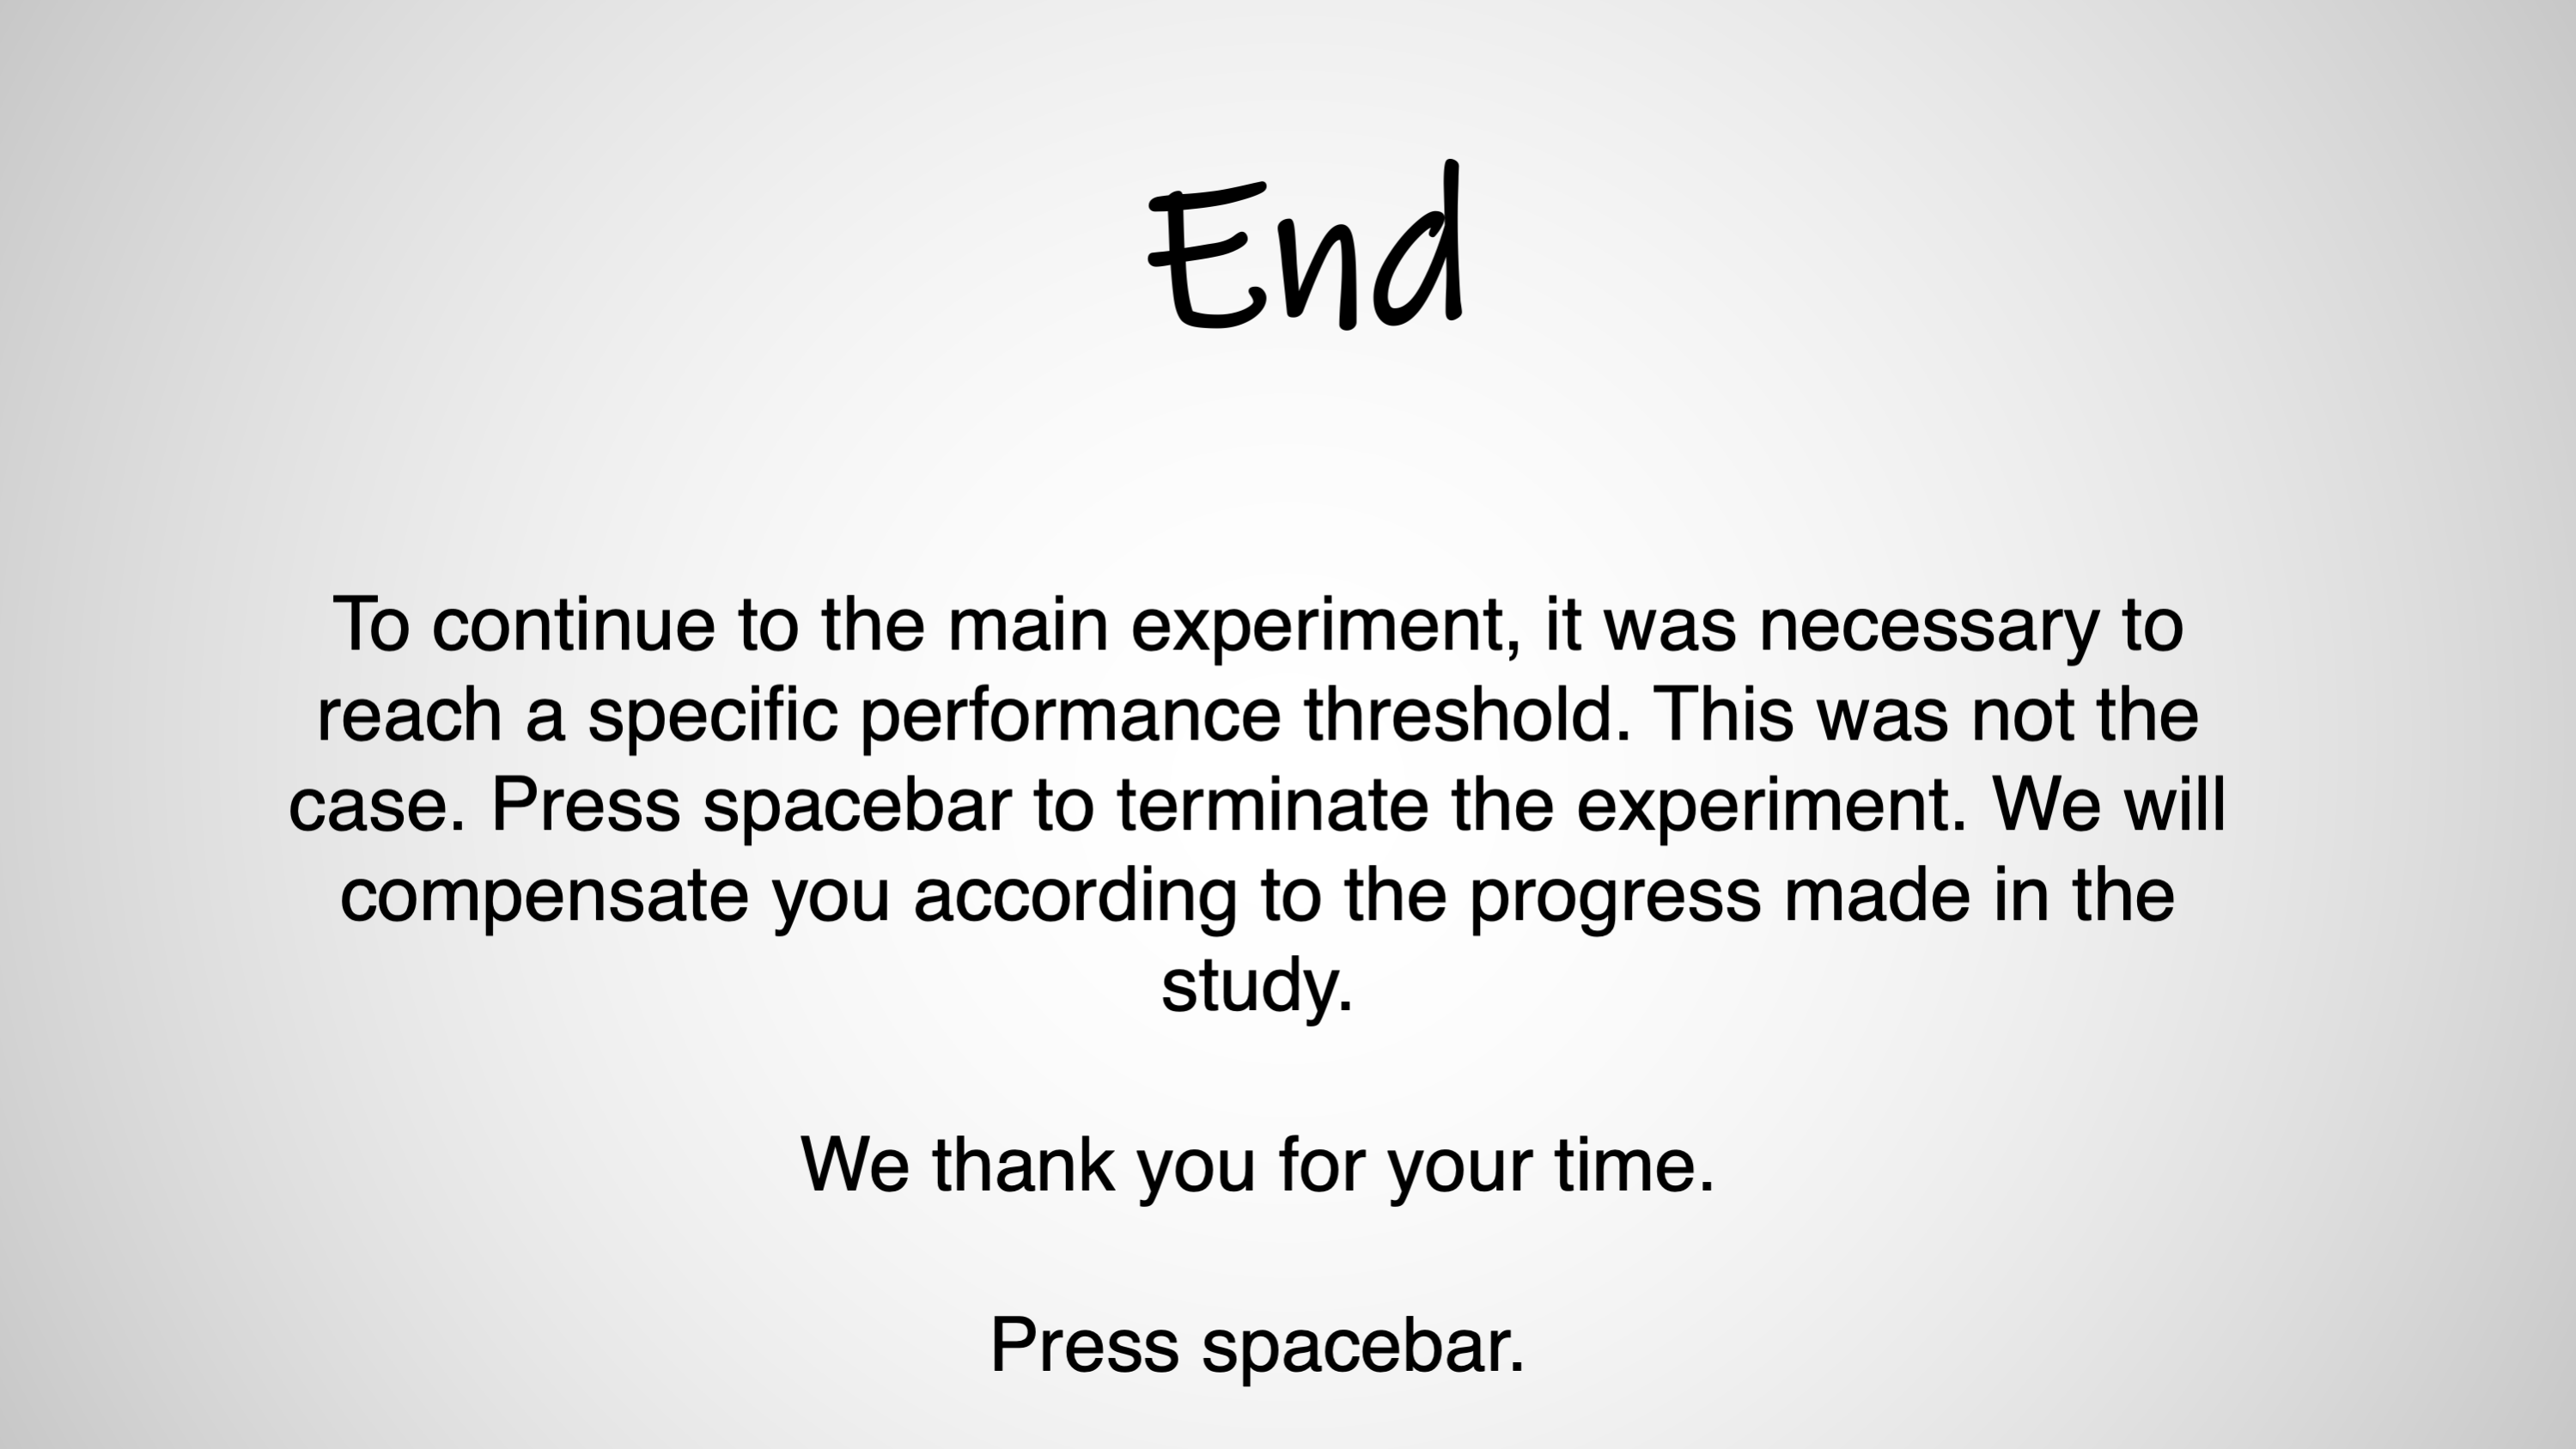 End
To continue to the main experiment, it was necessary to
reach a specific performance threshold. This was not the
case. Press spacebar to terminate the experiment. We will
compensate you according to the progress made in the
study.
We thank you for your time.
Press spacebar.